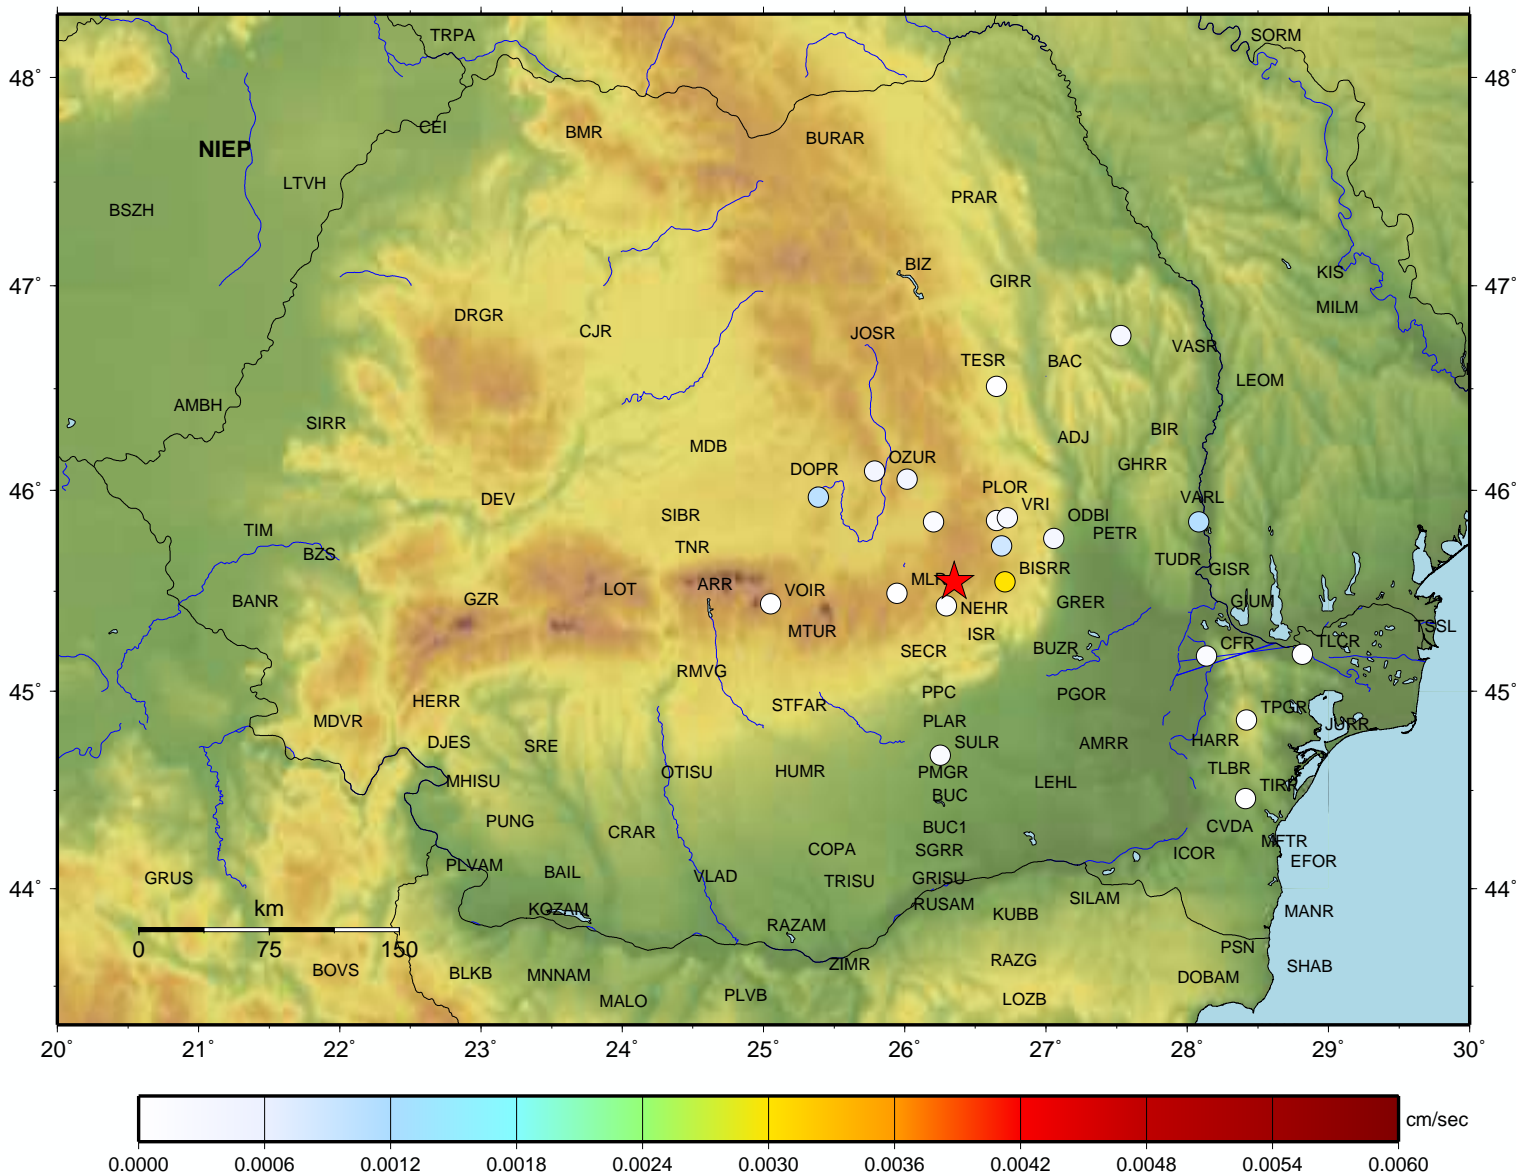 TRPA
SORM
48°
48°
CEI
BMR
BURAR
NIEP
LTVH
BSZH
PRAR
BIZ
KIS
47°
GIRR
47°
MILM
DRGR
CJR
JOSR
VASR
TESR
BAC
LEOM
AMBH
SIRR
MDB
ADJ
BIR
OZUR
GHRR
DOPR
46°
DEV
PLOR
VARL
46°
VRI
SIBR
ODBI
TIM
PETR
BZS
TNR
TUDR
BISRR
GISR
ARR
VOIR
LOT
GZR
BANR
GRER
GIUM
NEHR
MTUR
ISR
TSSL
SECR
BUZR
CFR
TLCR
RMVG
45°
HERR
PPC
PGOR
45°
STFAR
TPGR
MDVR
PLAR
JURR
DJES
SRE
SULR
AMRR
HARR
OTISU
HUMR
PMGR
TLBR
MHISU
LEHL
TIRR
BUC
PUNG
CRAR
BUC1
CVDA
COPA
SGRR
ICOR
MFTR
EFOR
PLVAM
BAIL
VLAD
TRISU
GRISU
GRUS
44°
44°
KOZAM
RUSAM
KUBB
SILAM
MANR
km
RAZAM
0
75
150
PSN
BOVS
BLKB
MNNAM
ZIMR
RAZG
DOBAM
SHAB
MALO
PLVB
LOZB
20° 21° 22° 23° 24° 25° 26° 27° 28° 29° 30°
cm/sec
0.0000 0.0006 0.0012 0.0018 0.0024 0.0030 0.0036 0.0042 0.0048 0.0054 0.0060